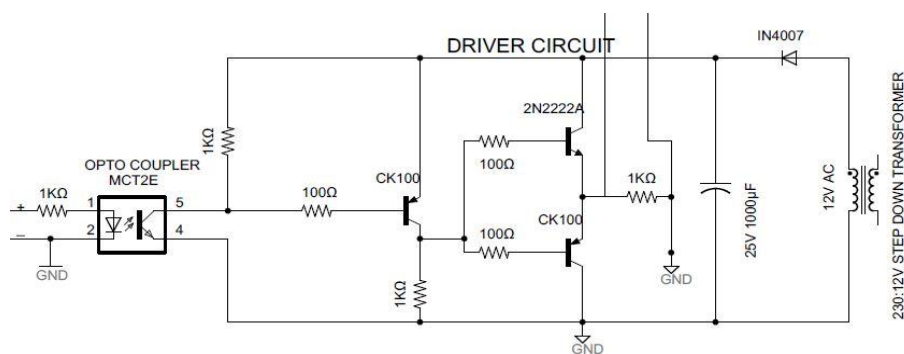 DRIVER CIRCUIT
IN4007
2N2222A
1KΩ
OPTO COUPLER
MCT2E
100Ω
CK100
1KΩ
1
5
100Ω
1KΩ
+
2
4
−
GND
100Ω
CK100
1KΩ
GND
GND
25V 1000µF
12V AC
230:12V STEP DOWN TRANSFORMER